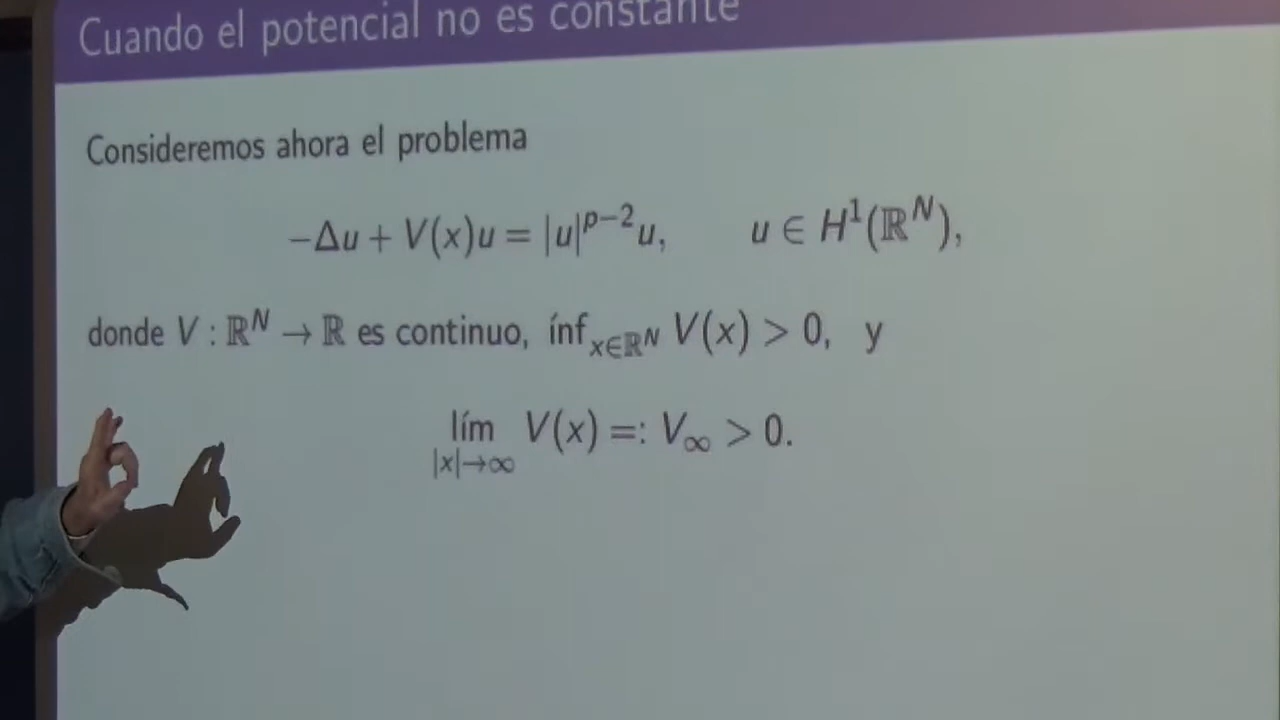 Cuando el potencial no es constante
Consideremos ahora el problema
−Δu + V(x)u = |u|^{p−2}u, u ∈ H^1(ℝ^N),
donde V : ℝ^N → ℝ es continuo, ínf_{x∈ℝ^N} V(x) > 0, y
lím_{|x|→∞} V(x) =: V_∞ > 0.